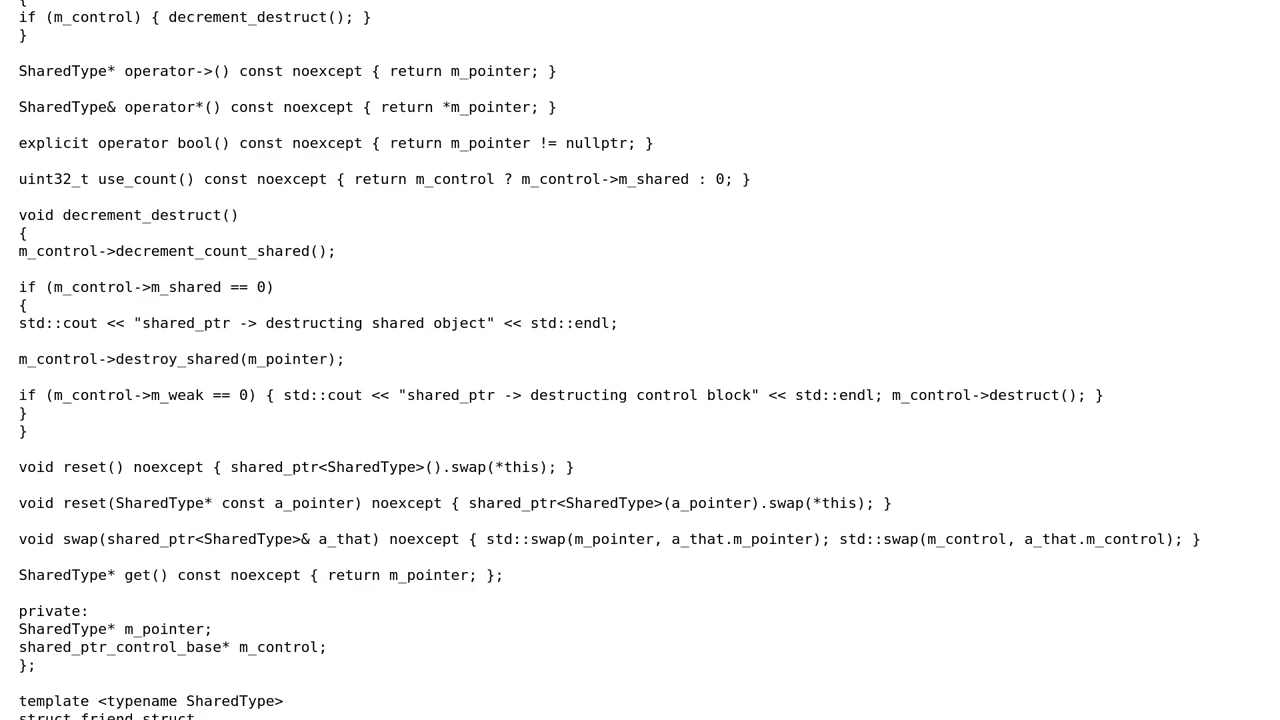 {
if (m_control) { decrement_destruct(); }
}
SharedType* operator->() const noexcept { return m_pointer; }
SharedType& operator*() const noexcept { return *m_pointer; }
explicit operator bool() const noexcept { return m_pointer != nullptr; }
uint32_t use_count() const noexcept { return m_control ? m_control->m_shared : 0; }
void decrement_destruct()
{
m_control->decrement_count_shared();
if (m_control->m_shared == 0)
{
std::cout << "shared_ptr -> destructing shared object" << std::endl;
m_control->destroy_shared(m_pointer);
if (m_control->m_weak == 0) { std::cout << "shared_ptr -> destructing control block" << std::endl; m_control->destruct(); }
}
}
void reset() noexcept { shared_ptr<SharedType>().swap(*this); }
void reset(SharedType* const a_pointer) noexcept { shared_ptr<SharedType>(a_pointer).swap(*this); }
void swap(shared_ptr<SharedType>& a_that) noexcept { std::swap(m_pointer, a_that.m_pointer); std::swap(m_control, a_that.m_control); }
SharedType* get() const noexcept { return m_pointer; };
private:
SharedType* m_pointer;
shared_ptr_control_base* m_control;
};
template <typename SharedType>
struct friend_struct